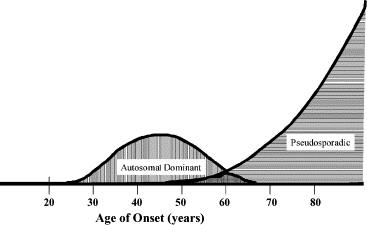 Pseudosporadic
Autosomal Dominant
20 30 40 50 60 70 80
Age of Onset (years)